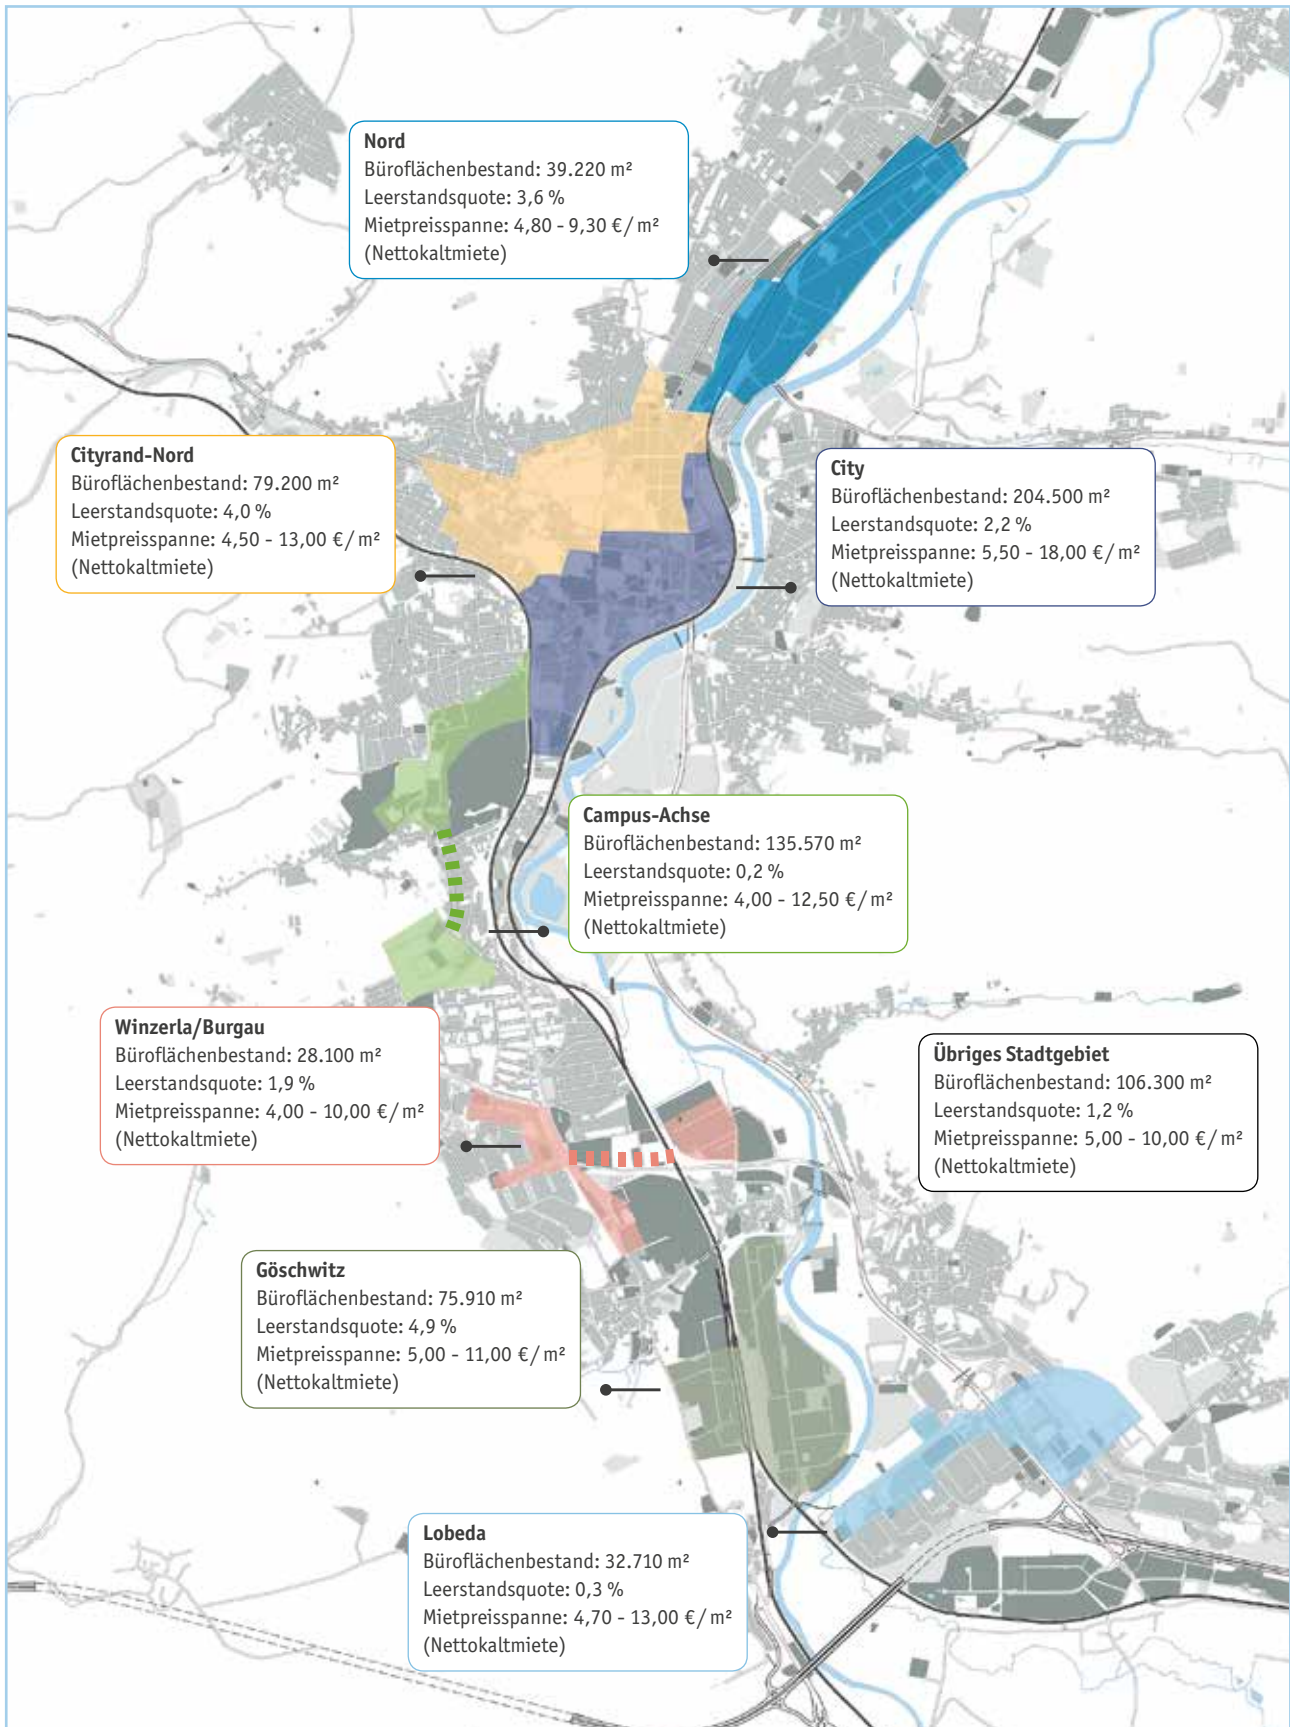 Nord
Büroflächenbestand: 39.220 m²
Leerstandsquote: 3,6 %
Mietpreisspanne: 4,80 - 9,30 €/ m²
(Nettokaltmiete)
Cityrand-Nord
Büroflächenbestand: 79.200 m²
Leerstandsquote: 4,0 %
Mietpreisspanne: 4,50 - 13,00 €/ m²
(Nettokaltmiete)
City
Büroflächenbestand: 204.500 m²
Leerstandsquote: 2,2 %
Mietpreisspanne: 5,50 - 18,00 €/ m²
(Nettokaltmiete)
Campus-Achse
Büroflächenbestand: 135.570 m²
Leerstandsquote: 0,2 %
Mietpreisspanne: 4,00 - 12,50 €/ m²
(Nettokaltmiete)
Winzerla/Burgau
Büroflächenbestand: 28.100 m²
Leerstandsquote: 1,9 %
Mietpreisspanne: 4,00 - 10,00 €/ m²
(Nettokaltmiete)
Übriges Stadtgebiet
Büroflächenbestand: 106.300 m²
Leerstandsquote: 1,2 %
Mietpreisspanne: 5,00 - 10,00 €/ m²
(Nettokaltmiete)
Göschwitz
Büroflächenbestand: 75.910 m²
Leerstandsquote: 4,9 %
Mietpreisspanne: 5,00 - 11,00 €/ m²
(Nettokaltmiete)
Lobeda
Büroflächenbestand: 32.710 m²
Leerstandsquote: 0,3 %
Mietpreisspanne: 4,70 - 13,00 €/ m²
(Nettokaltmiete)